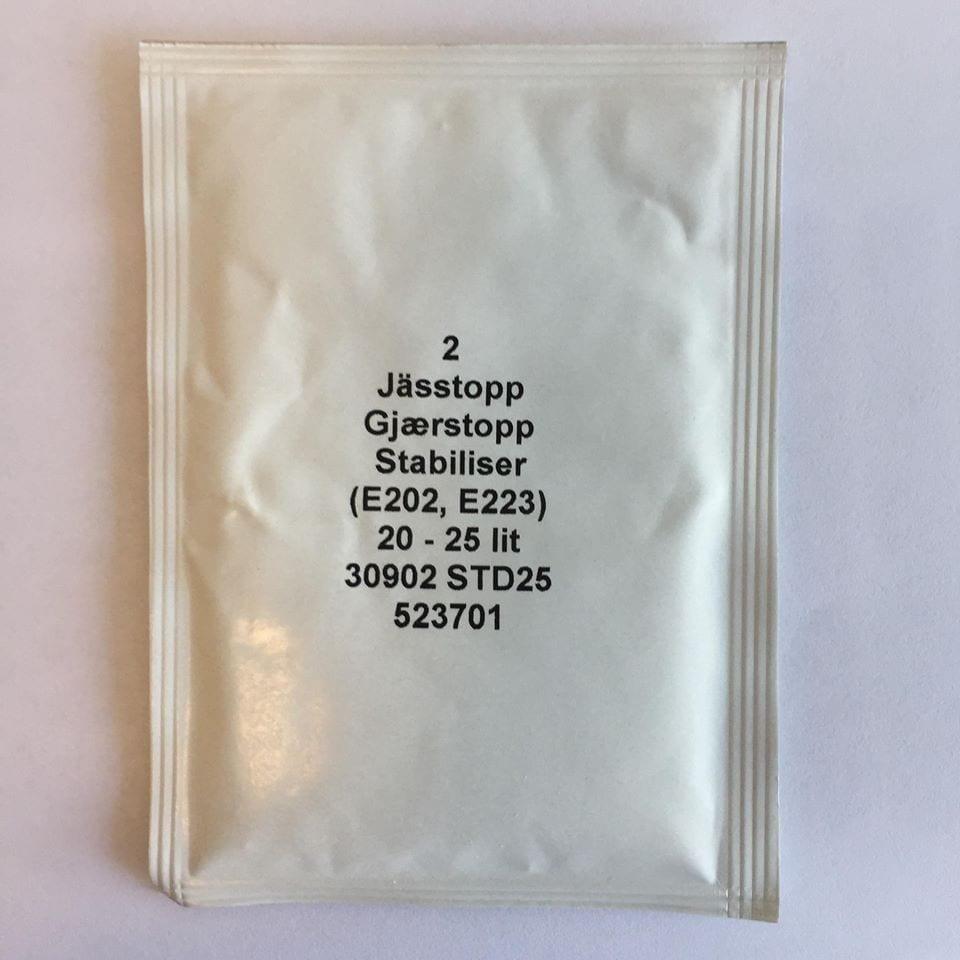 2
Jässtopp
Gjærstopp
Stabiliser
(E202, E223)
20 - 25 lit
30902 STD25
523701